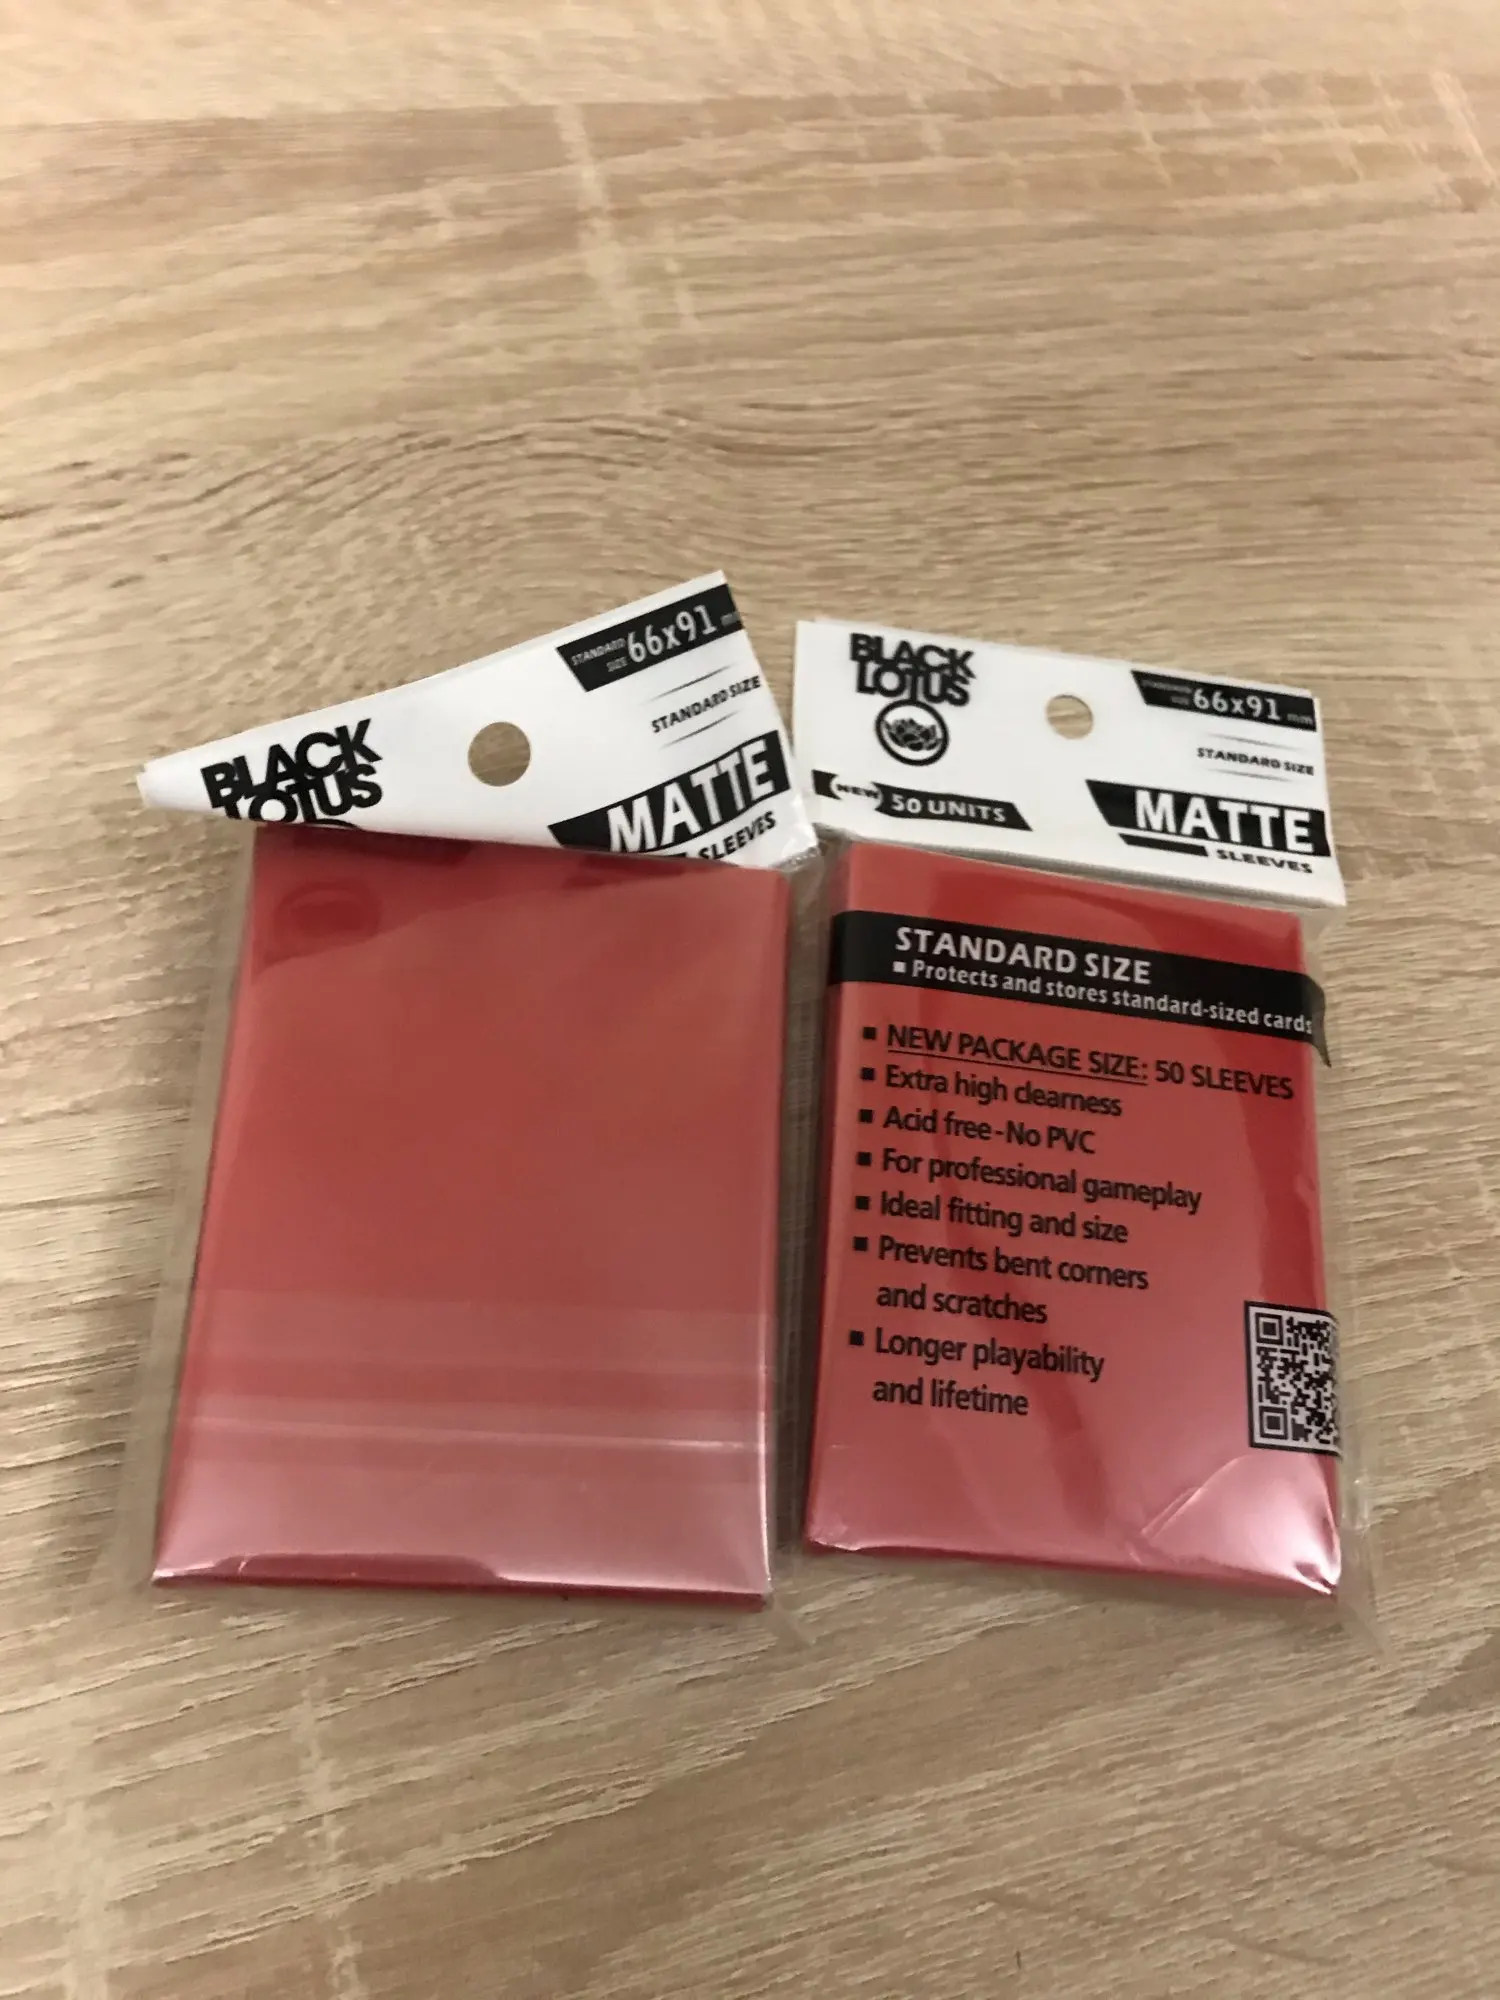 BLACK
LOTUS
STANDARD
SIZE
66x91 mm
STANDARD SIZE
MATTE
SLEEVES
BLACK
LOTUS
NEW 50 UNITS
STANDARD
SIZE
66x91 mm
STANDARD SIZE
MATTE
SLEEVES
STANDARD SIZE
▪ Protects and stores standard-sized cards
▪ NEW PACKAGE SIZE: 50 SLEEVES
▪ Extra high clearness
▪ Acid free-No PVC
▪ For professional gameplay
▪ Ideal fitting and size
▪ Prevents bent corners
and scratches
▪ Longer playability
and lifetime